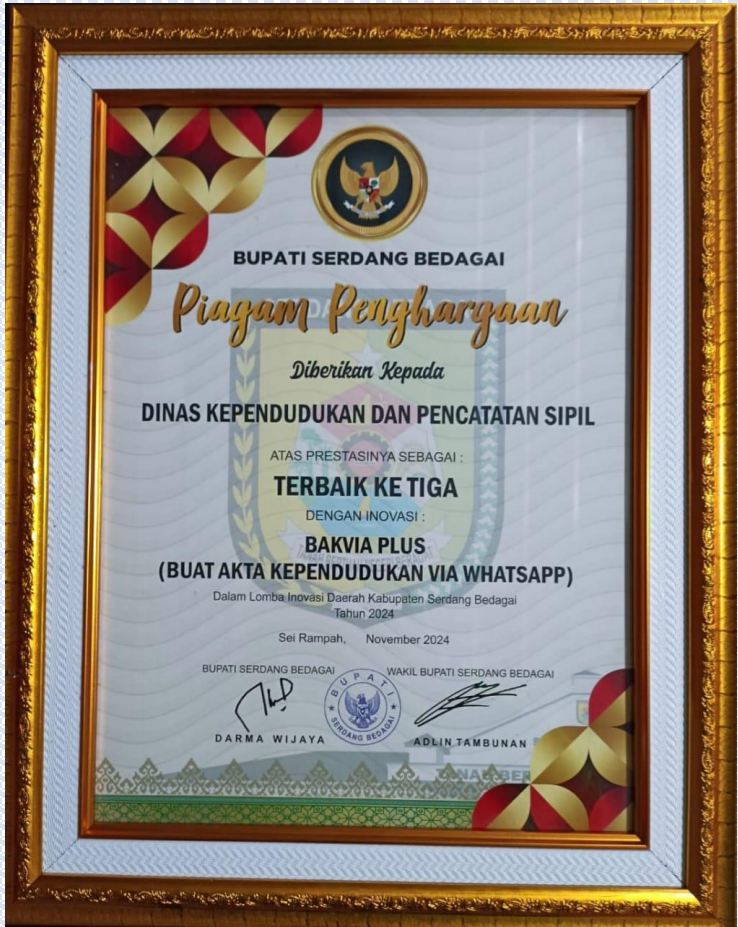 BUPATI SERDANG BEDAGAI
Piagam Penghargaan
Diberikan Kepada
DINAS KEPENDUDUKAN DAN PENCATATAN SIPIL
ATAS PRESTASINYA SEBAGAI :
TERBAIK KE TIGA
DENGAN INOVASI :
BAKVIA PLUS
(BUAT AKTA KEPENDUDUKAN VIA WHATSAPP)
Dalam Lomba Inovasi Daerah Kabupaten Serdang Bedagai
Tahun 2024
Sei Rampah, November 2024
BUPATI SERDANG BEDAGAI WAKIL BUPATI SERDANG BEDAGAI
BUPATI
SERDANG BEDAGAI
DARMA WIJAYA ADLIN TAMBUNAN